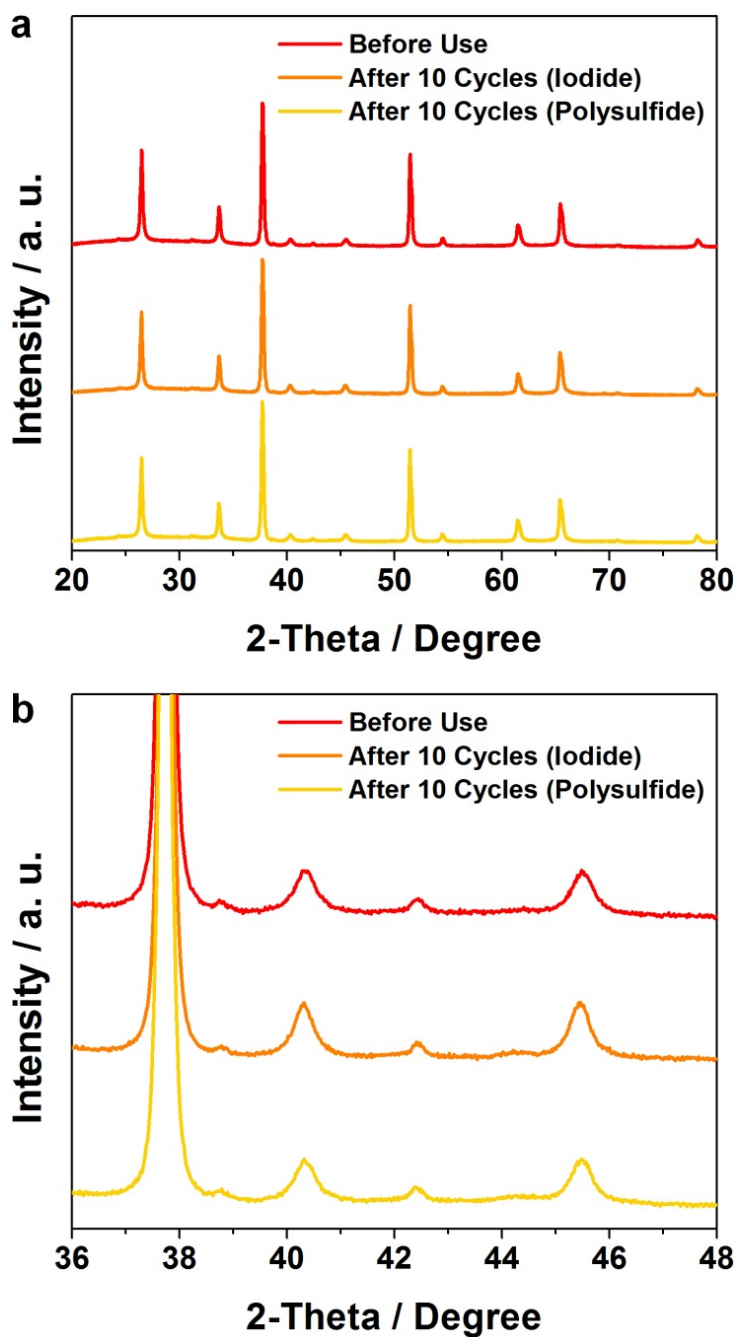 a
Before Use
After 10 Cycles (Iodide)
After 10 Cycles (Polysulfide)
Intensity / a. u.
20 30 40 50 60 70 80
2-Theta / Degree
b
Before Use
After 10 Cycles (Iodide)
After 10 Cycles (Polysulfide)
Intensity / a. u.
36 38 40 42 44 46 48
2-Theta / Degree